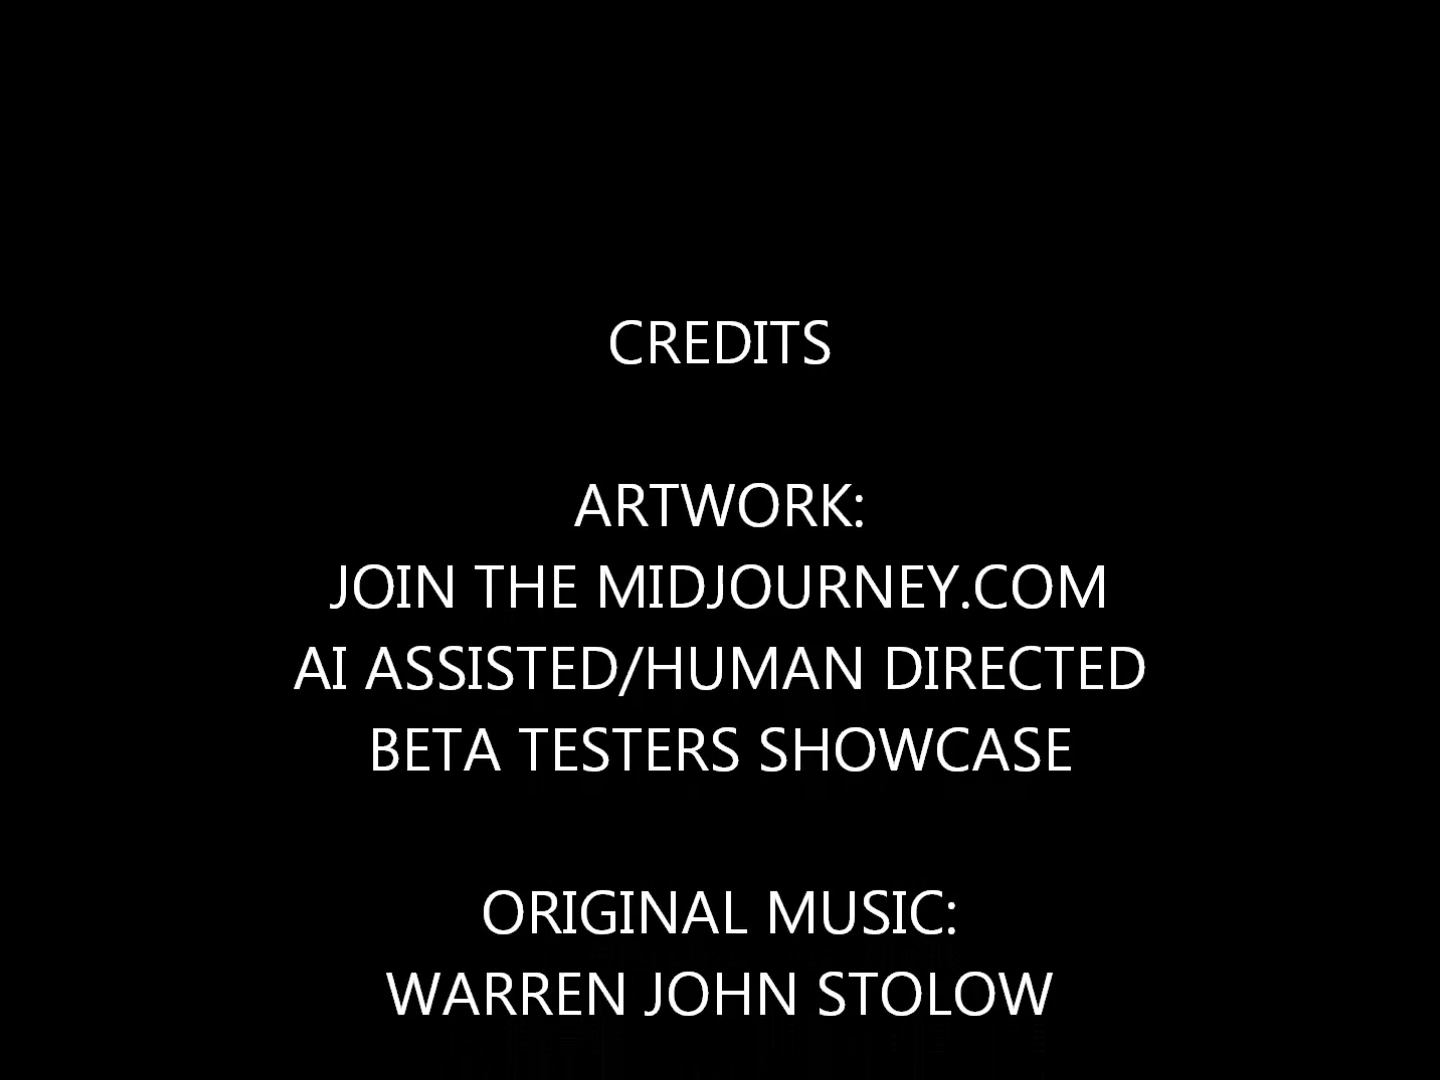 CREDITS
ARTWORK:
JOIN THE MIDJOURNEY.COM
AI ASSISTED/HUMAN DIRECTED
BETA TESTERS SHOWCASE
ORIGINAL MUSIC:
WARREN JOHN STOLOW